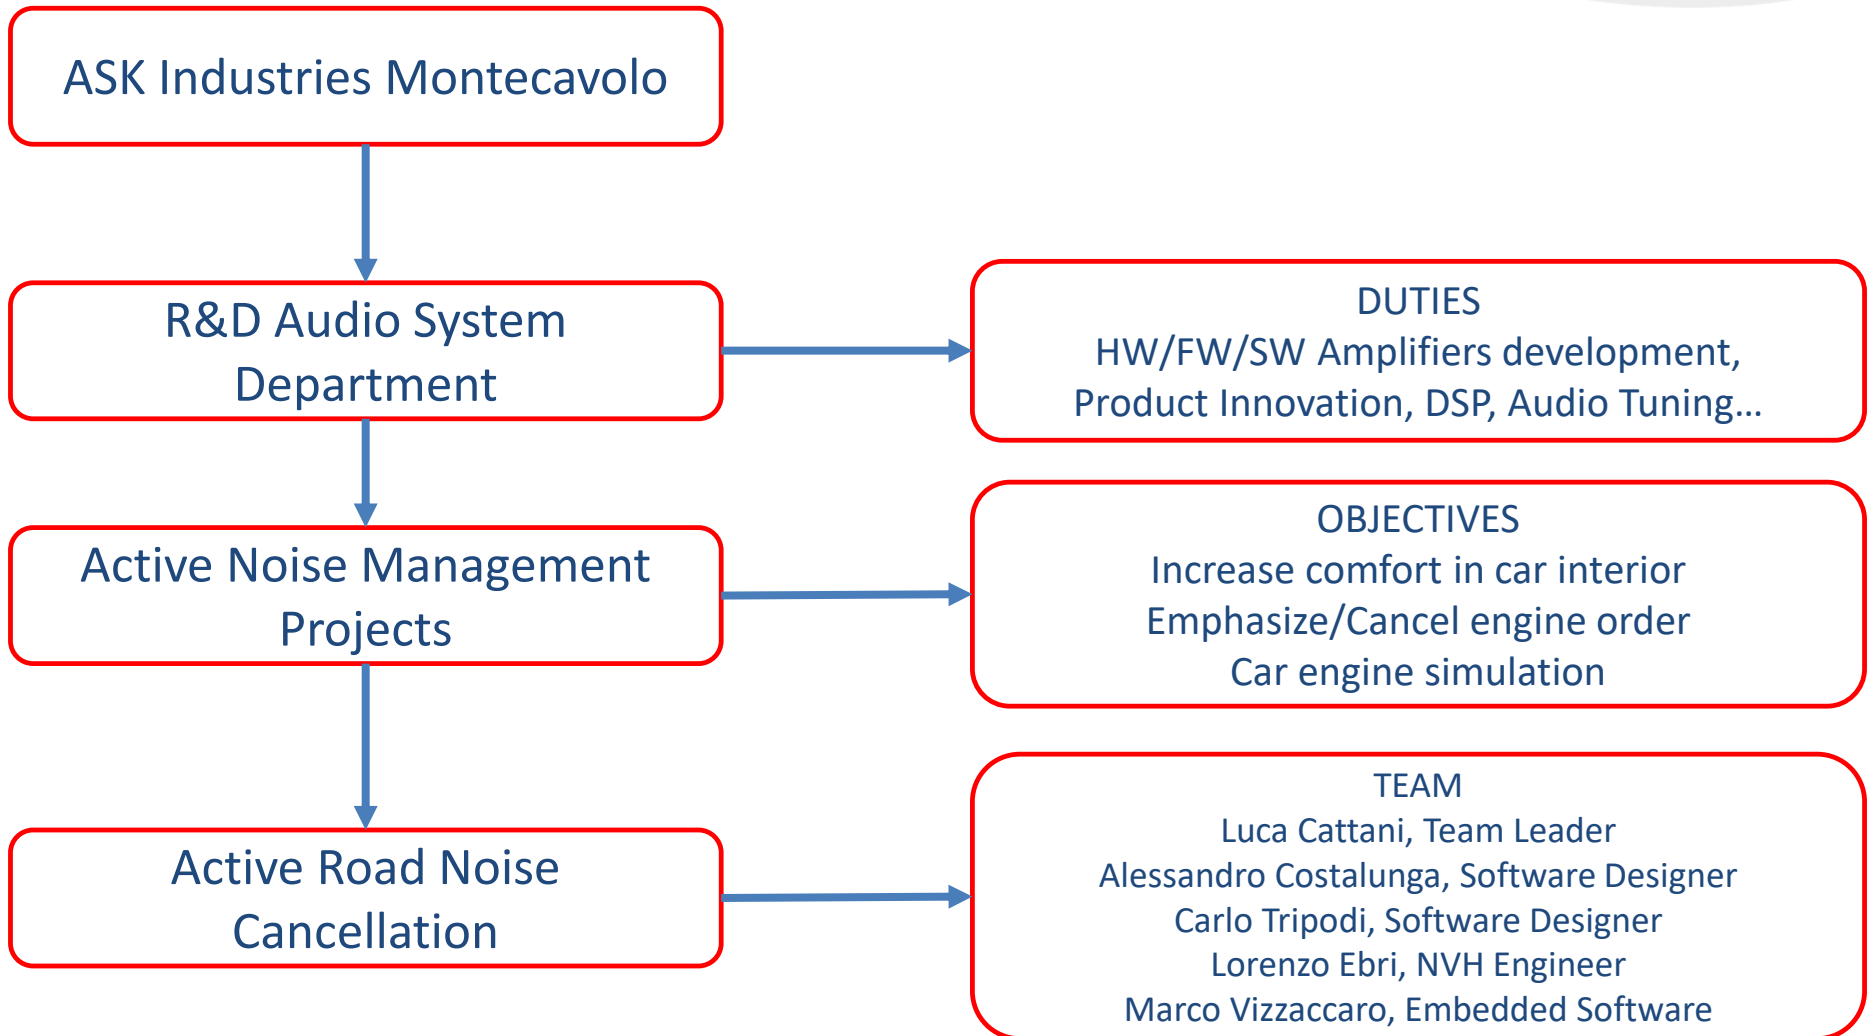 ASK Industries Montecavolo
R&D Audio System
Department
DUTIES
HW/FW/SW Amplifiers development,
Product Innovation, DSP, Audio Tuning...
Active Noise Management
Projects
OBJECTIVES
Increase comfort in car interior
Emphasize/Cancel engine order
Car engine simulation
Active Road Noise
Cancellation
TEAM
Luca Cattani, Team Leader
Alessandro Costalunga, Software Designer
Carlo Tripodi, Software Designer
Lorenzo Ebri, NVH Engineer
Marco Vizzaccaro, Embedded Software